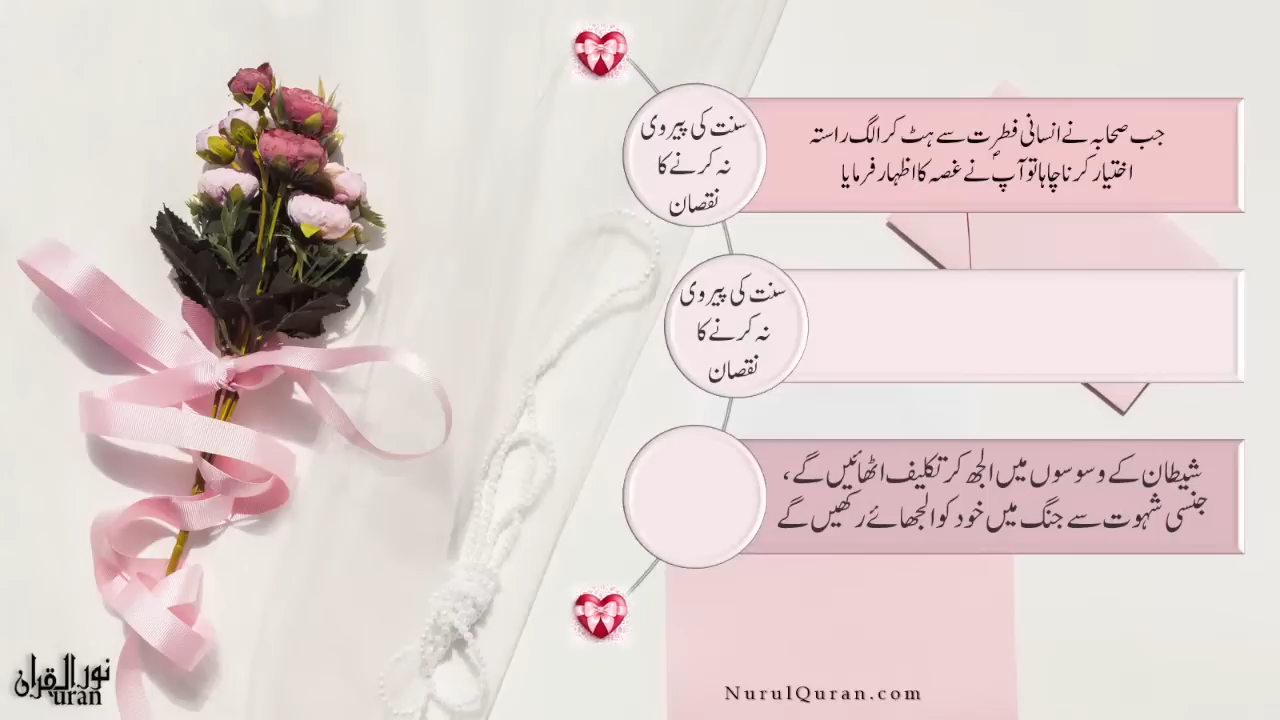 سنت کی پیروی
نہ کرنے کا
نقصان
جب صحابہ نے انسانی فطرت سے ہٹ کر الگ راستہ
اختیار کرنا چاہا تو آپؐ نے غصہ کا اظہار فرمایا
سنت کی پیروی
نہ کرنے کا
نقصان
شیطان کے وسوسوں میں الجھ کر تکلیف اٹھائیں گے،
جنسی شہوت سے جنگ میں خود کو الجھائے رکھیں گے
نور القرآن
uran
NurulQuran.com